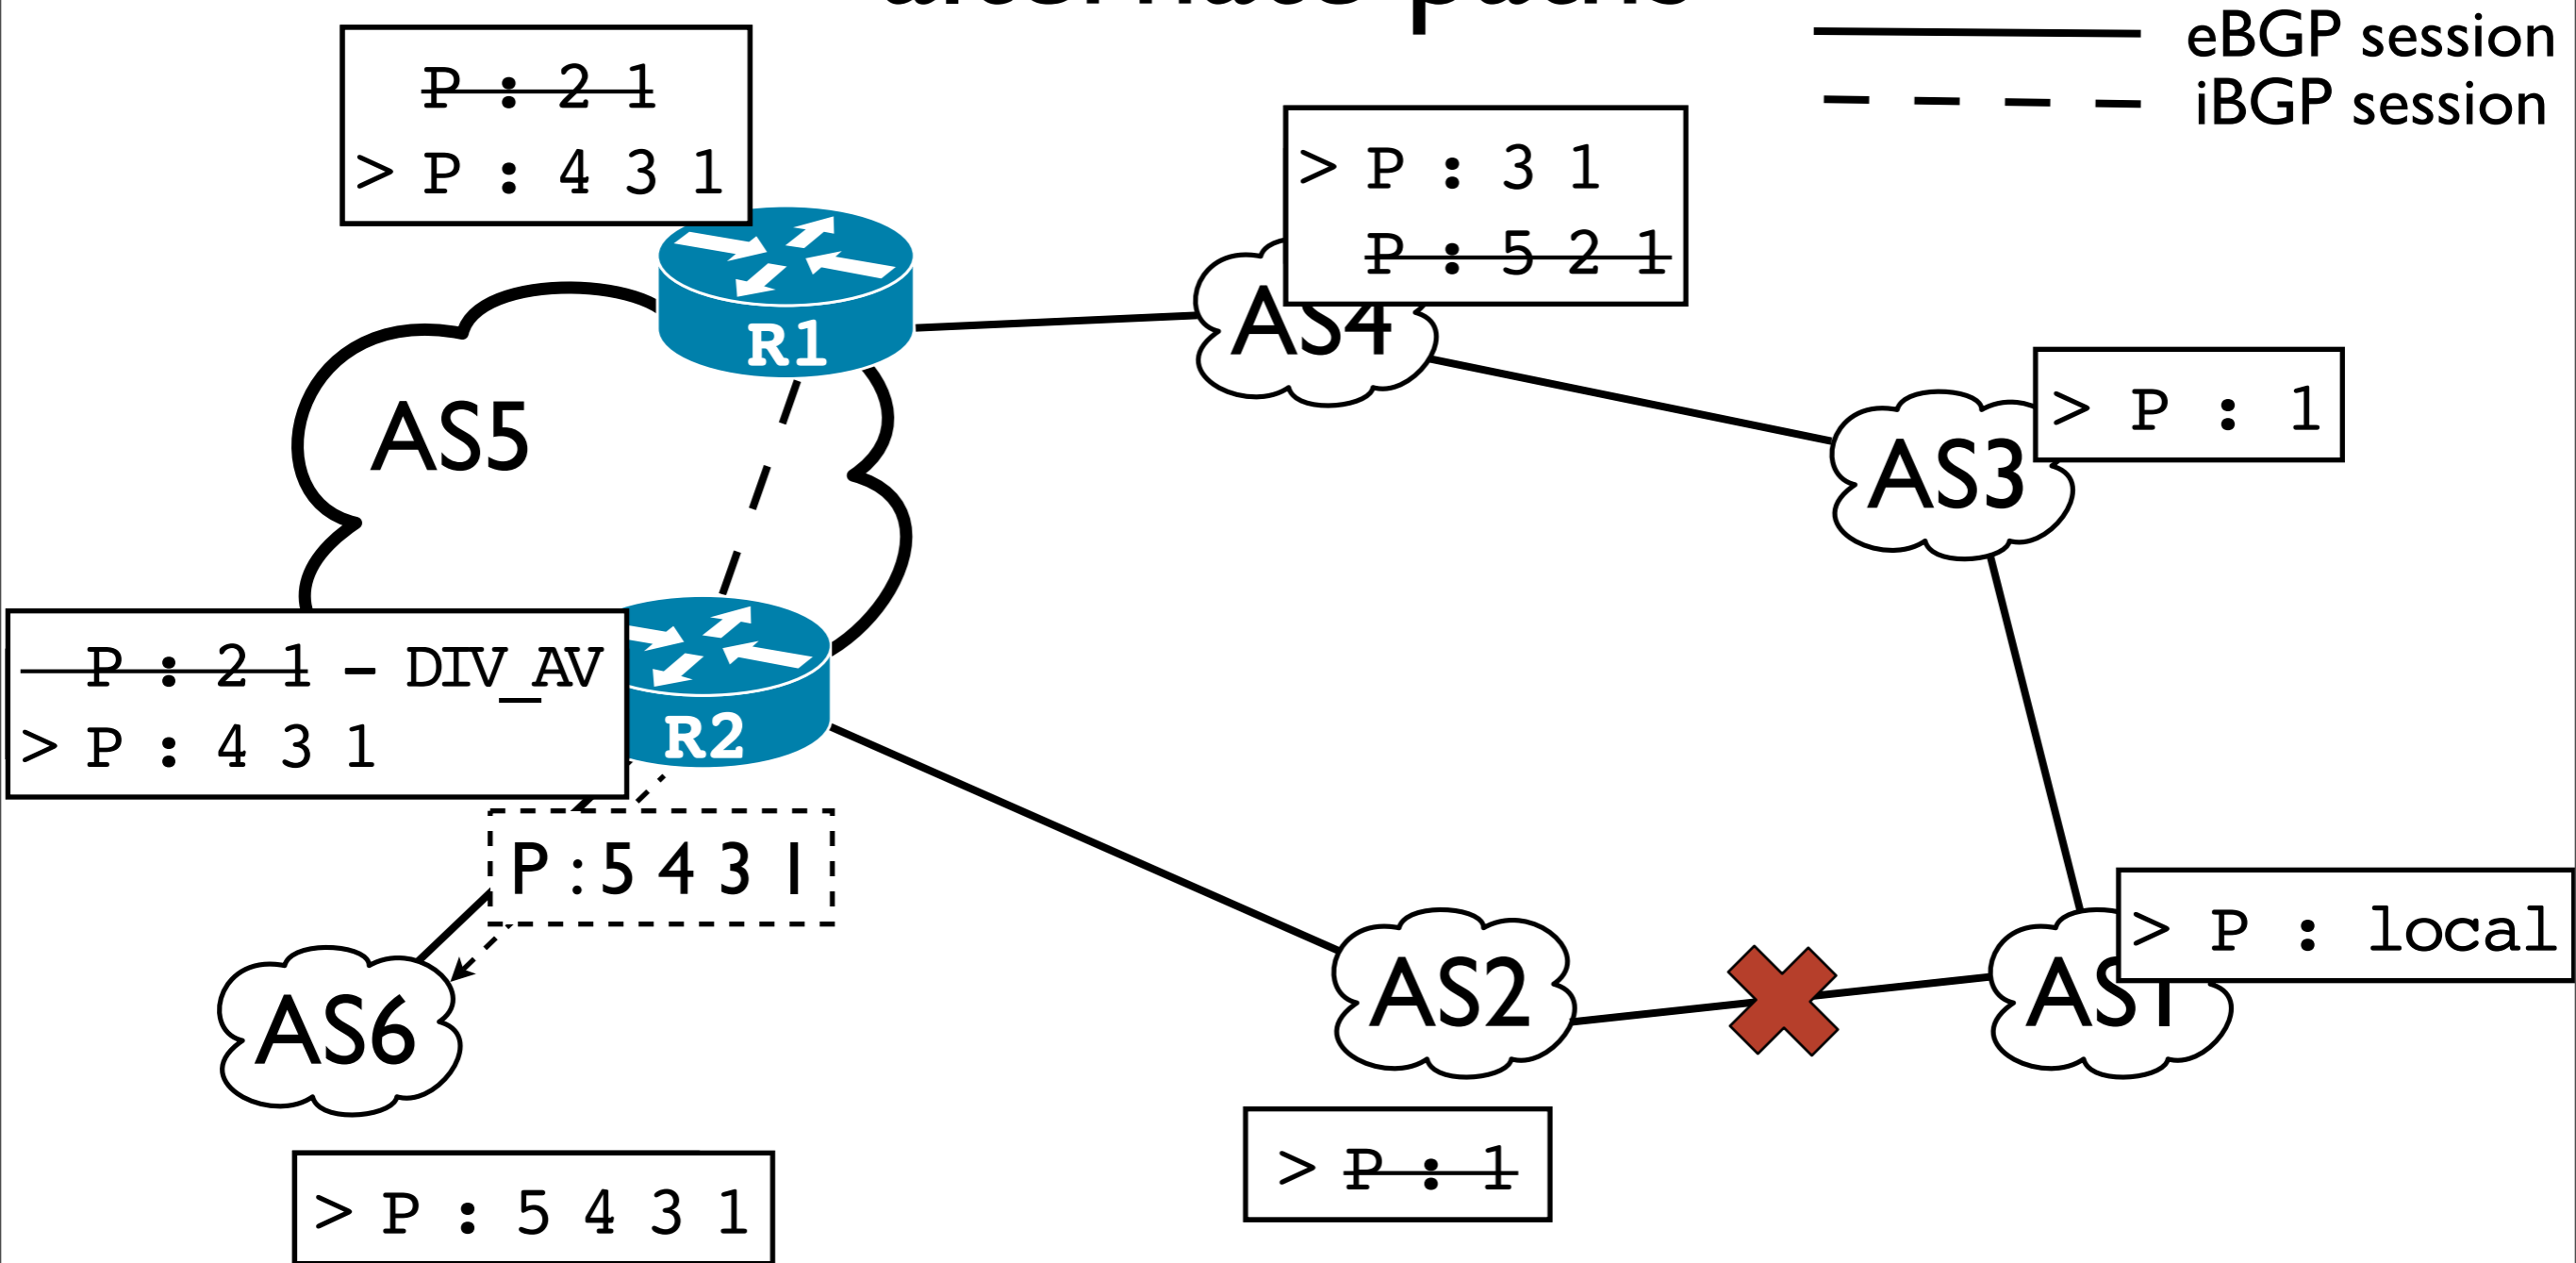 alternate paths
eBGP session
iBGP session
P : 2 1
> P : 4 3 1
> P : 3 1
P : 5 2 1
R1
AS4
> P : 1
AS5
AS3
P : 2 1 – DIV_AV
> P : 4 3 1
R2
P : 5 4 3 1
> P : local
AS2
AS1
AS6
> P : 1
> P : 5 4 3 1